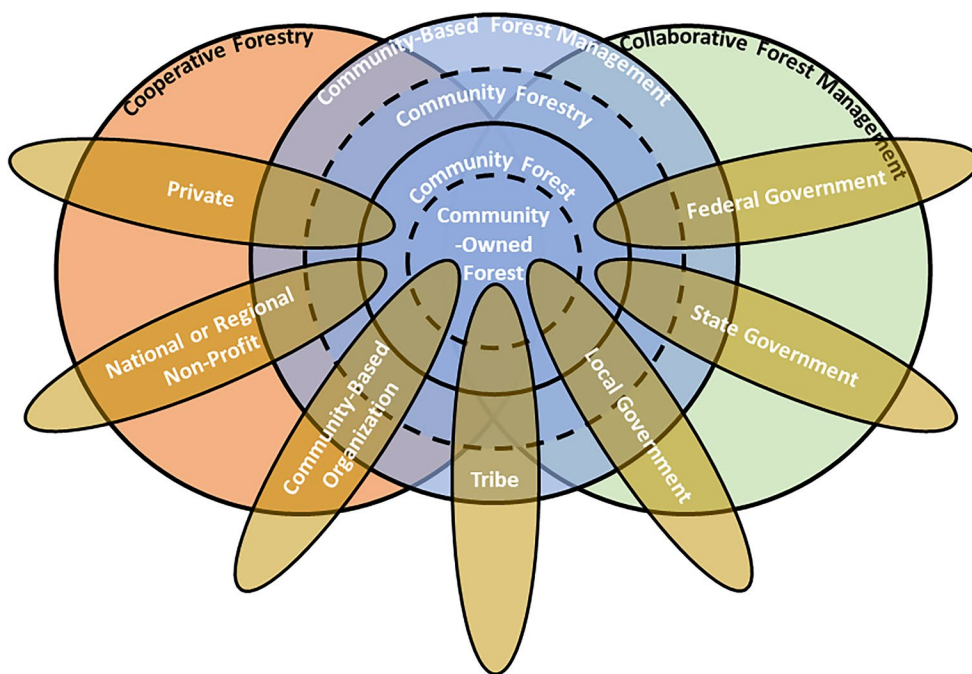 Cooperative Forestry
Community-Based Forest Management
Collaborative Forest Management
Community Forestry
Community Forest
Community
-Owned
Forest
Private
Federal Government
National or Regional
Non-Profit
State Government
Community-Based
Organization
Local Government
Tribe